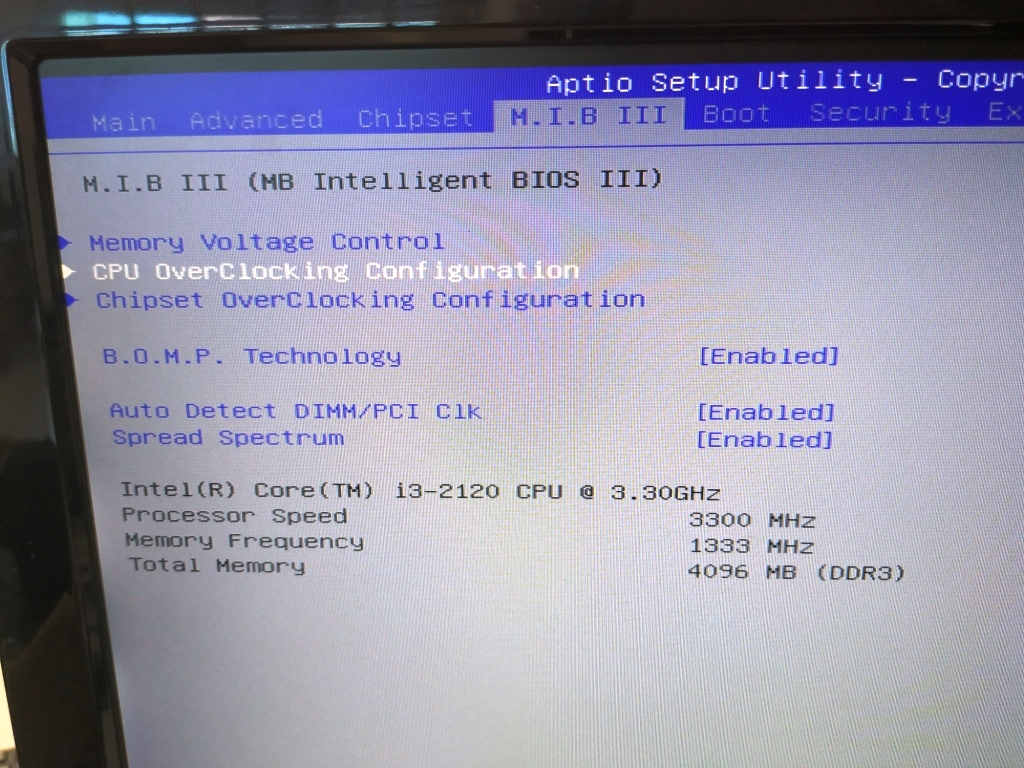 Aptio Setup Utility – Copyr
Main Advanced Chipset M.I.B III Boot Security Ex
M.I.B III (MB Intelligent BIOS III)
Memory Voltage Control
CPU OverClocking Configuration
Chipset OverClocking Configuration
B.O.M.P. Technology [Enabled]
Auto Detect DIMM/PCI Clk [Enabled]
Spread Spectrum [Enabled]
Intel(R) Core(TM) i3-2120 CPU @ 3.30GHz
Processor Speed 3300 MHz
Memory Frequency 1333 MHz
Total Memory 4096 MB (DDR3)